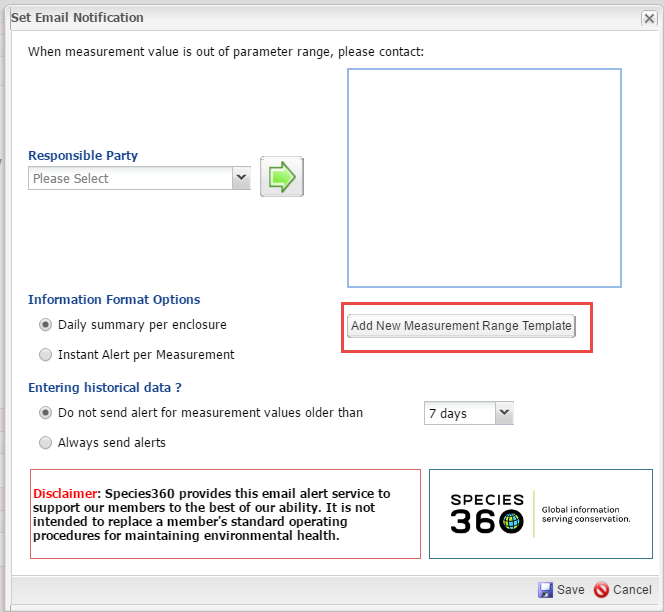 Set Email Notification
When measurement value is out of parameter range, please contact:
Responsible Party
Please Select
Information Format Options
Daily summary per enclosure
Add New Measurement Range Template
Instant Alert per Measurement
Entering historical data ?
Do not send alert for measurement values older than
7 days
Always send alerts
Disclaimer: Species360 provides this email alert service to
support our members to the best of our ability. It is not
intended to replace a member's standard operating
procedures for maintaining environmental health.
SPECIES
360
Global information
serving conservation.
Save
Cancel